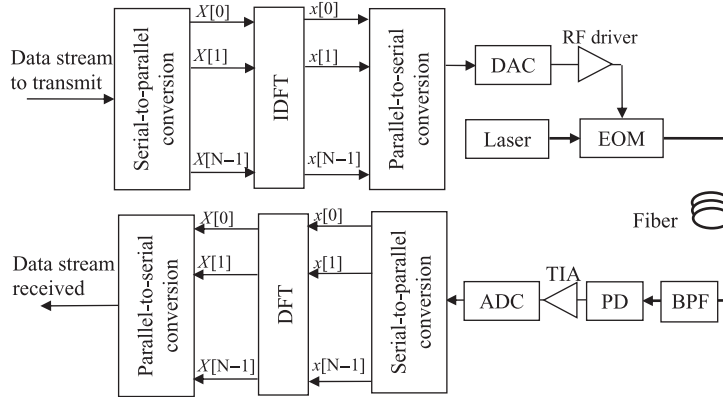 Data stream
to transmit
Serial-to-parallel
conversion
X[0]
X[1]
X[N−1]
IDFT
x[0]
x[1]
x[N−1]
Parallel-to-serial
conversion
DAC
RF driver
Laser
EOM
Fiber
BPF
PD
TIA
ADC
Serial-to-parallel
conversion
x[0]
x[1]
x[N−1]
DFT
X[0]
X[1]
X[N−1]
Parallel-to-serial
conversion
Data stream
received